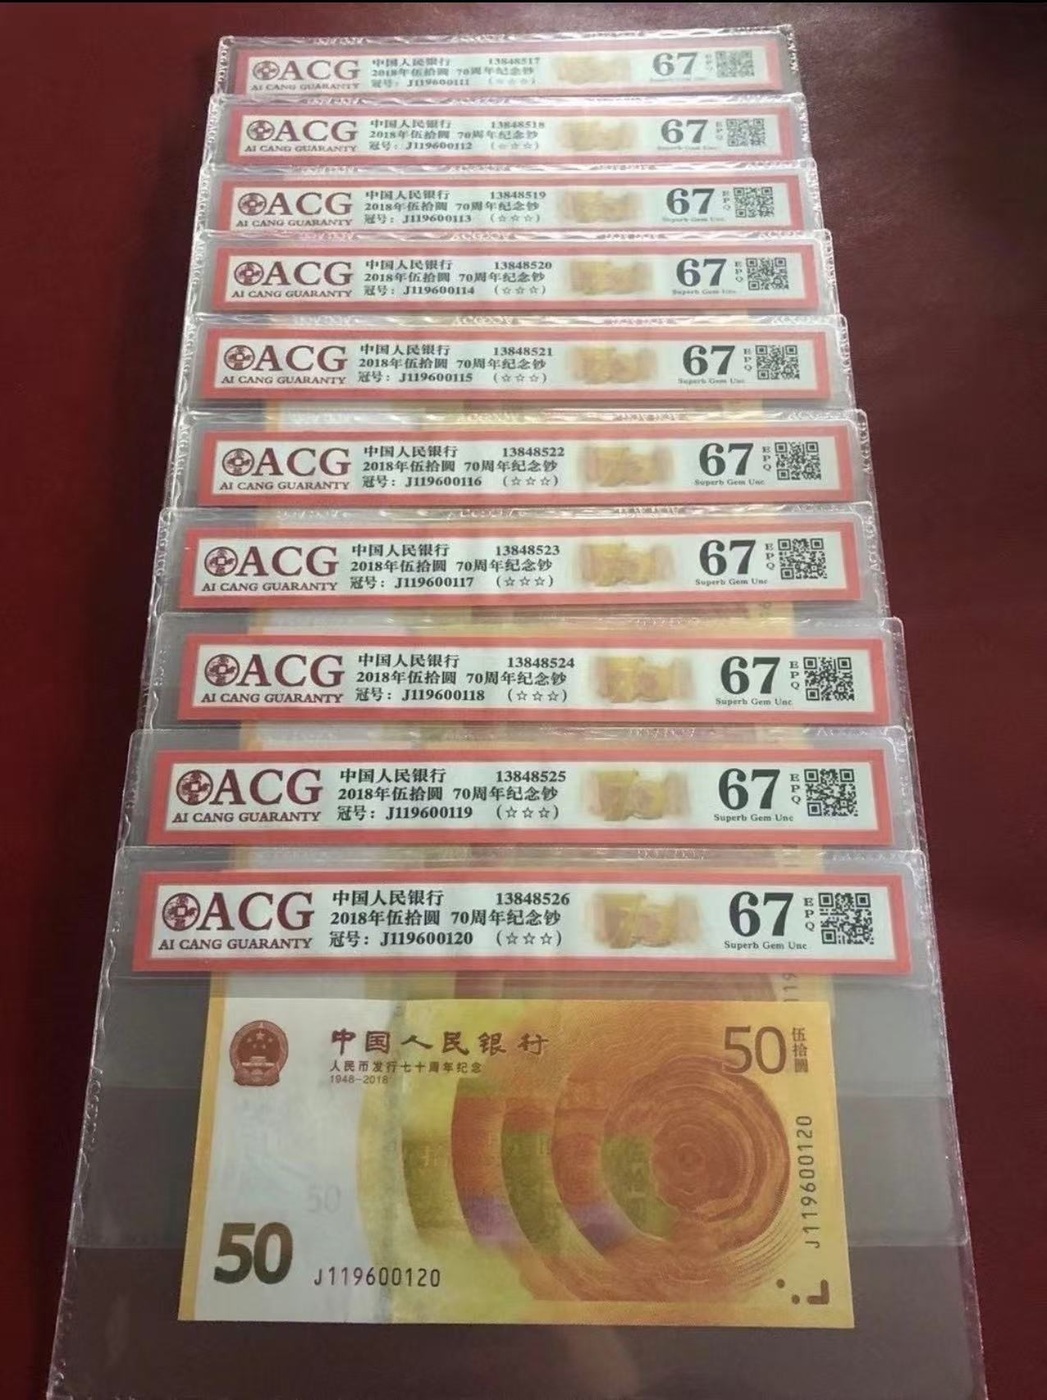 ACG
AI CANG GUARANTY
中国人民银行 13848517
2018年伍拾圆 70周年纪念钞
冠号: J119600111 (☆☆☆)
67
EPQ
Superb Gem Unc
ACG
AI CANG GUARANTY
中国人民银行 13848518
2018年伍拾圆 70周年纪念钞
冠号: J119600112 (☆☆☆)
67
EPQ
Superb Gem Unc
ACG
AI CANG GUARANTY
中国人民银行 13848519
2018年伍拾圆 70周年纪念钞
冠号: J119600113 (☆☆☆)
67
EPQ
Superb Gem Unc
ACG
AI CANG GUARANTY
中国人民银行 13848520
2018年伍拾圆 70周年纪念钞
冠号: J119600114 (☆☆☆)
67
EPQ
Superb Gem Unc
ACG
AI CANG GUARANTY
中国人民银行 13848521
2018年伍拾圆 70周年纪念钞
冠号: J119600115 (☆☆☆)
67
EPQ
Superb Gem Unc
ACG
AI CANG GUARANTY
中国人民银行 13848522
2018年伍拾圆 70周年纪念钞
冠号: J119600116 (☆☆☆)
67
EPQ
Superb Gem Unc
ACG
AI CANG GUARANTY
中国人民银行 13848523
2018年伍拾圆 70周年纪念钞
冠号: J119600117 (☆☆☆)
67
EPQ
Superb Gem Unc
ACG
AI CANG GUARANTY
中国人民银行 13848524
2018年伍拾圆 70周年纪念钞
冠号: J119600118 (☆☆☆)
67
EPQ
Superb Gem Unc
ACG
AI CANG GUARANTY
中国人民银行 13848525
2018年伍拾圆 70周年纪念钞
冠号: J119600119 (☆☆☆)
67
EPQ
Superb Gem Unc
ACG
AI CANG GUARANTY
中国人民银行 13848526
2018年伍拾圆 70周年纪念钞
冠号: J119600120 (☆☆☆)
67
EPQ
Superb Gem Unc
中国人民银行
人民币发行七十周年纪念
1948-2018
50
伍拾圆
J119600120
50
50
J119600120